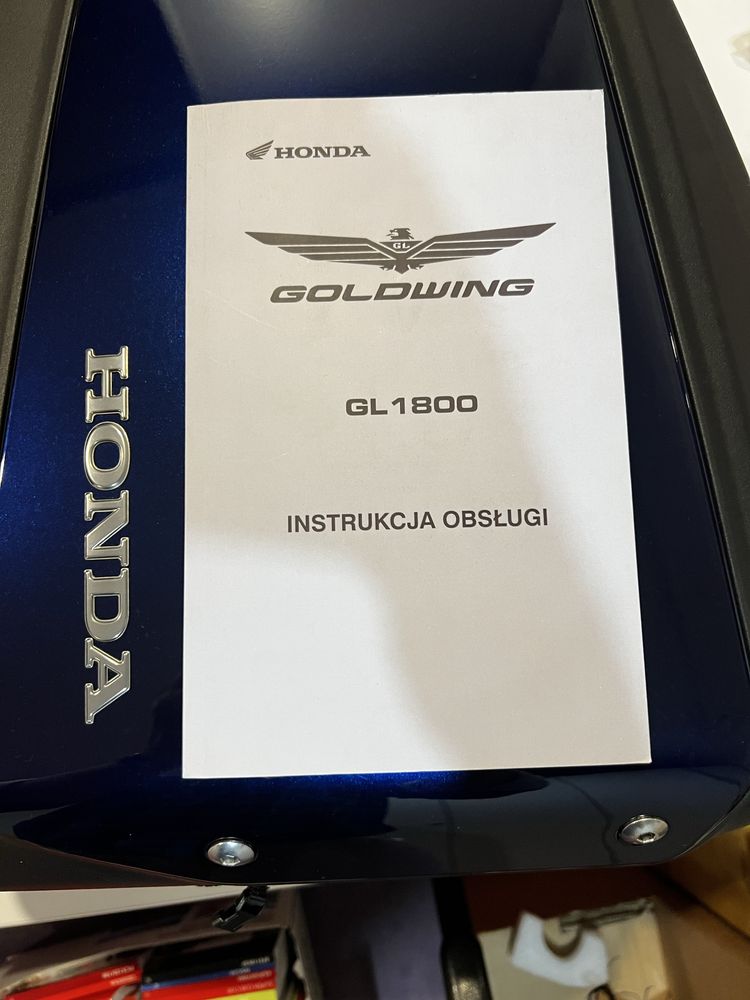 HONDA
GL
GOLDWING
GL1800
INSTRUKCJA OBSŁUGI
HONDA